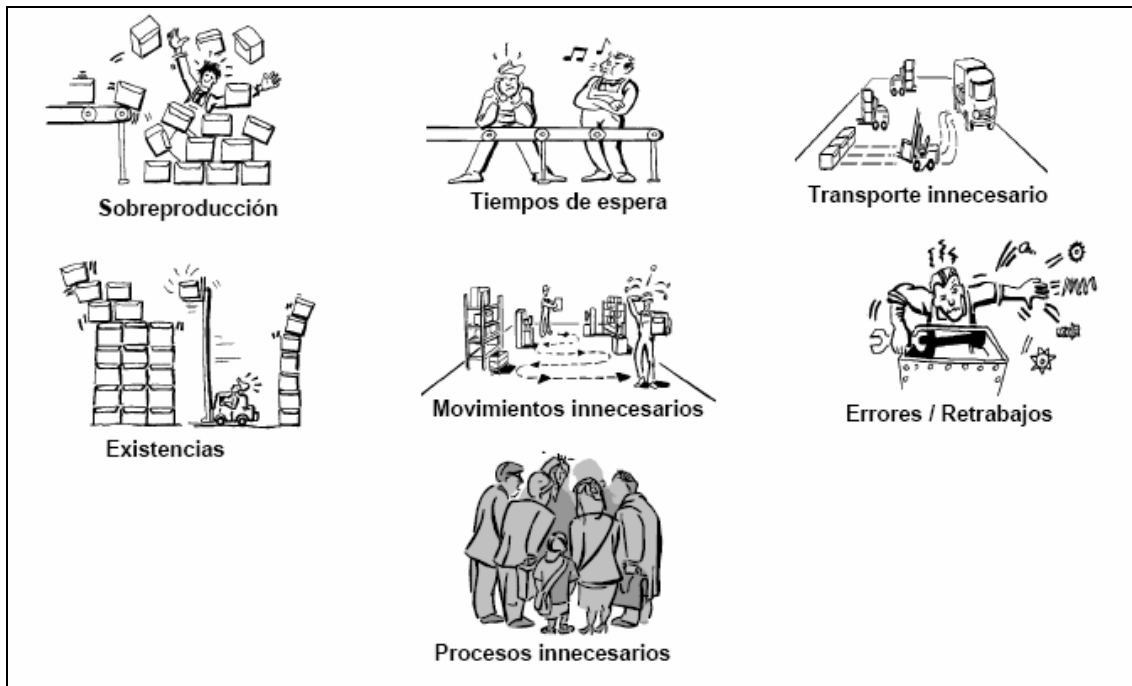 Sobreproducción
Tiempos de espera
Transporte innecesario
Existencias
Movimientos innecesarios
Errores / Retrabajos
Procesos innecesarios